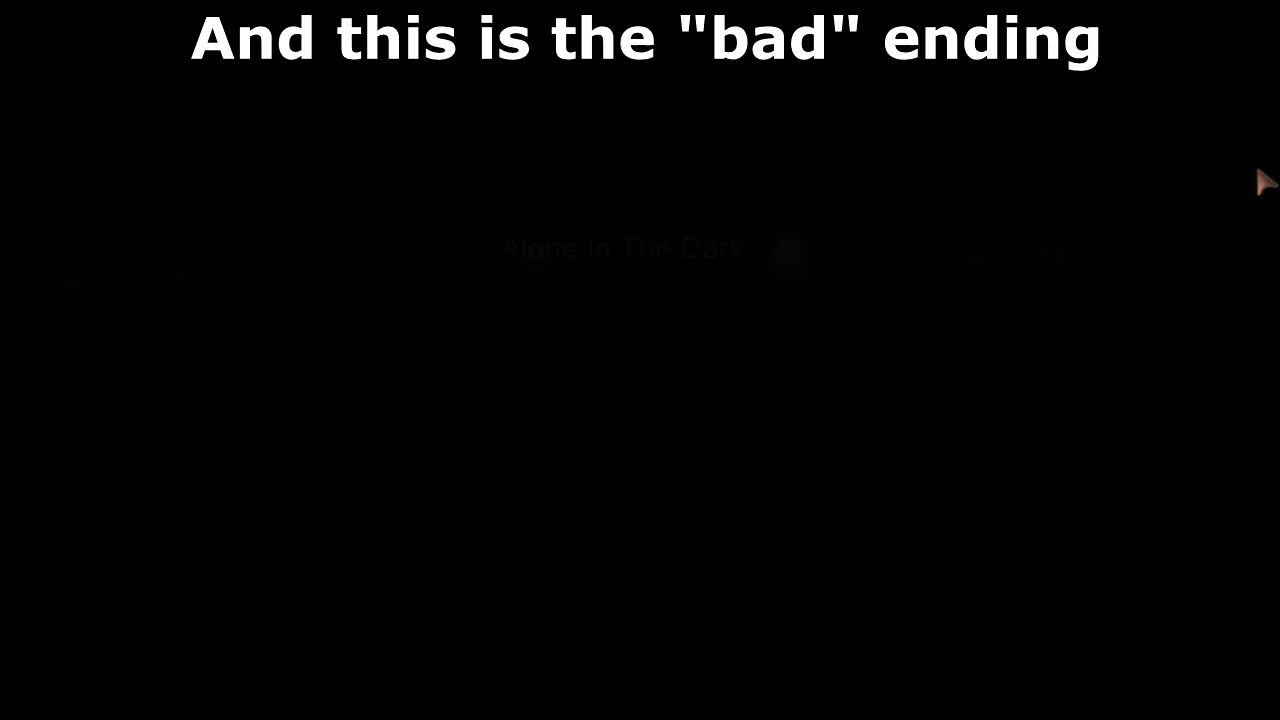 And this is the "bad" ending
Alone In The Dark